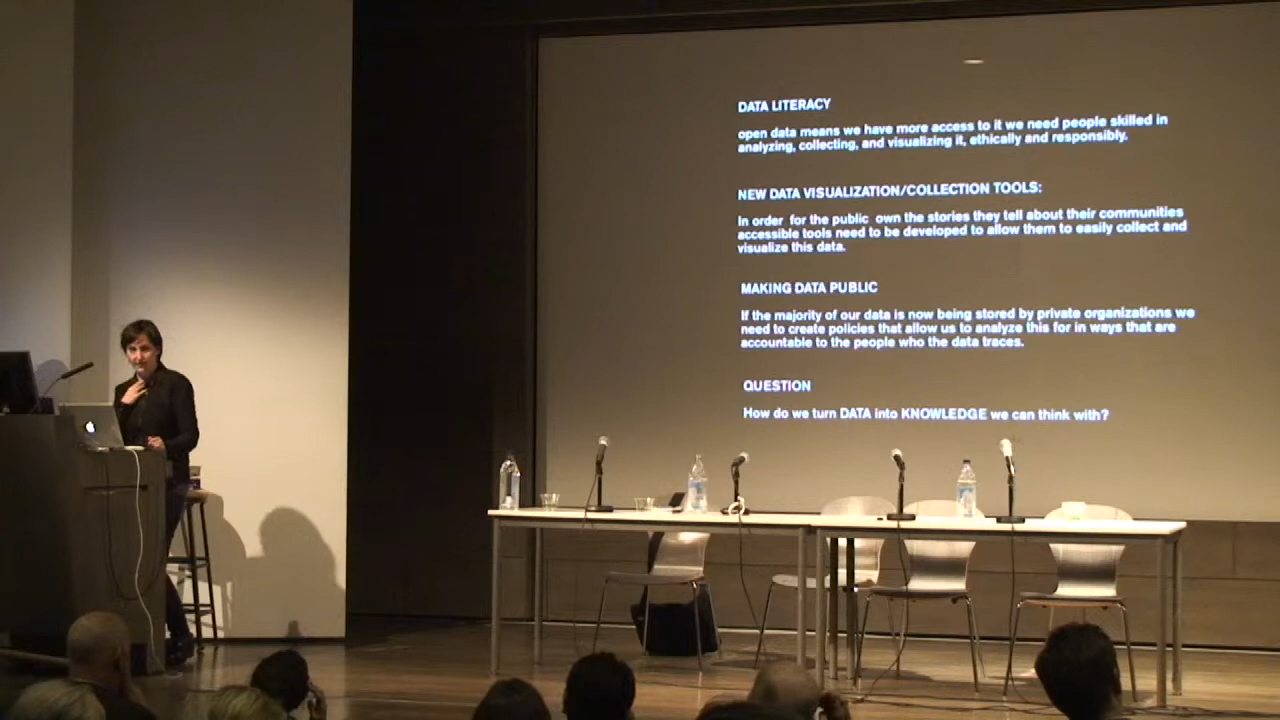 DATA LITERACY
open data means we have more access to it we need people skilled in
analyzing, collecting, and visualizing it, ethically and responsibly.
NEW DATA VISUALIZATION/COLLECTION TOOLS:
In order for the public own the stories they tell about their communities
accessible tools need to be developed to allow them to easily collect and
visualize this data.
MAKING DATA PUBLIC
If the majority of our data is now being stored by private organizations we
need to create policies that allow us to analyze this for in ways that are
accountable to the people who the data traces.
QUESTION
How do we turn DATA into KNOWLEDGE we can think with?